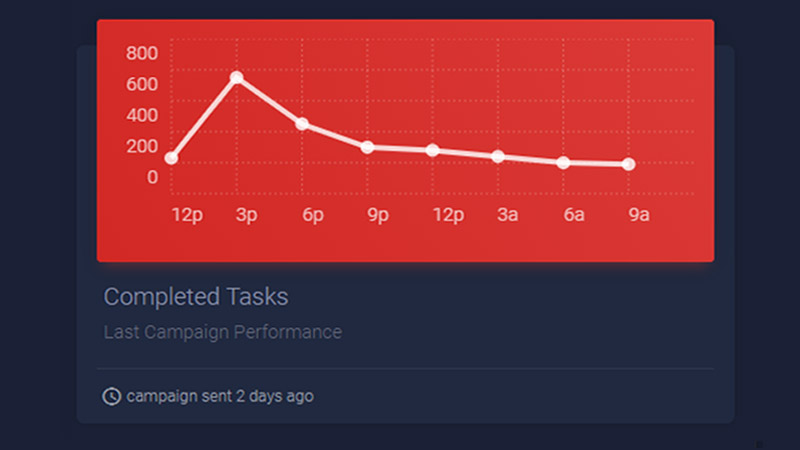 800
600
400
200
0
12p 3p 6p 9p 12p 3a 6a 9a
Completed Tasks
Last Campaign Performance
campaign sent 2 days ago